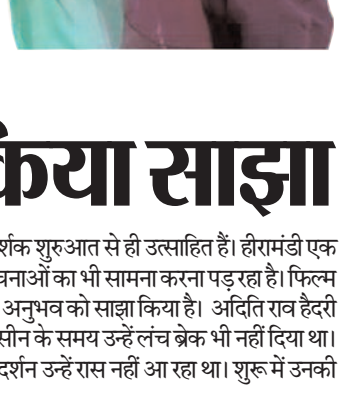 किया साझा
र्शक शुरुआत से ही उत्साहित हैं। हीरामंडी एक
चनाओं का भी सामना करना पड़ रहा है। फिल्म
अनुभव को साझा किया है। अदिति राव हैदरी
सीन के समय उन्हें लंच ब्रेक भी नहीं दिया था।
दर्शन उन्हें रास नहीं आ रहा था। शुरू में उनकी